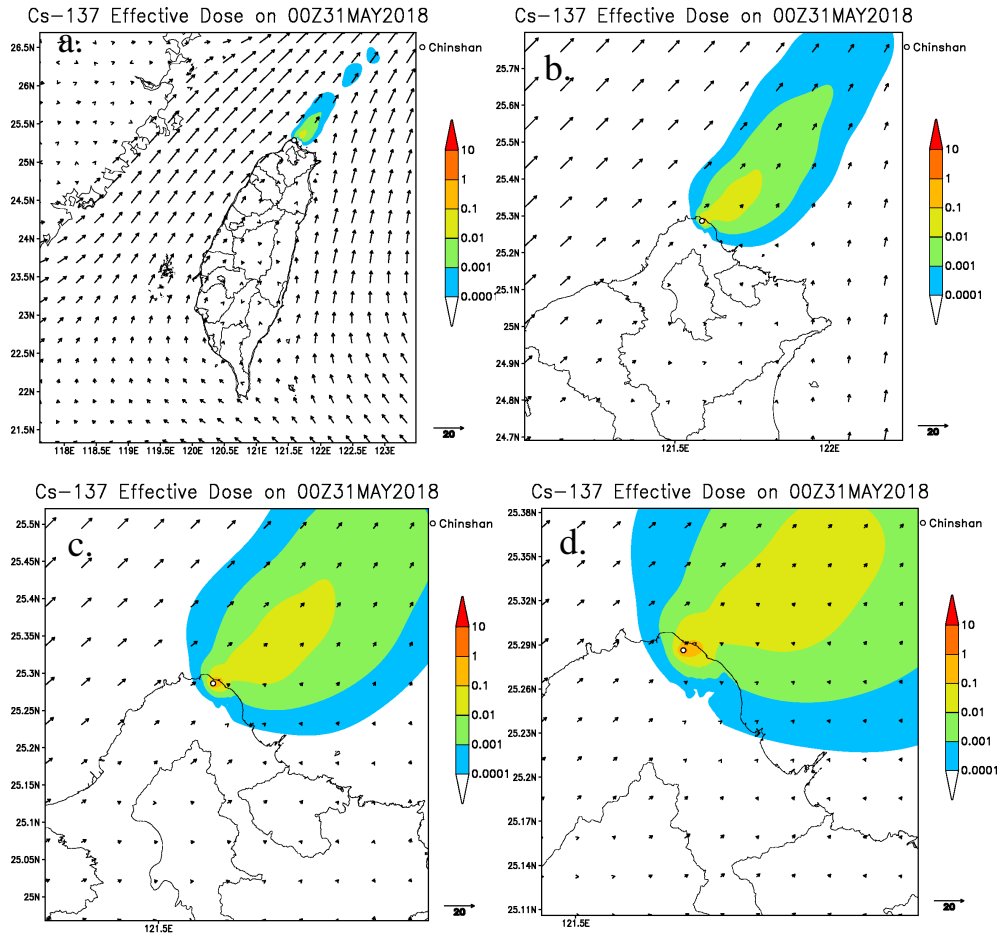 Cs-137 Effective Dose on 00Z31MAY2018
a.
Chinshan
26.5N
26N
25.5N
25N
24.5N
24N
23.5N
23N
22.5N
22N
21.5N
118E 118.5E 119E 119.5E 120E 120.5E 121E 121.5E 122E 122.5E 123E
10
1
0.1
0.01
0.001
0.0001
20
Cs-137 Effective Dose on 00Z31MAY2018
b.
Chinshan
25.7N
25.6N
25.5N
25.4N
25.3N
25.2N
25.1N
25N
24.9N
24.8N
24.7N
121.5E 122E
10
1
0.1
0.01
0.001
0.0001
20
Cs-137 Effective Dose on 00Z31MAY2018
c.
Chinshan
25.5N
25.45N
25.4N
25.35N
25.3N
25.25N
25.2N
25.15N
25.1N
25.05N
25N
121.5E
10
1
0.1
0.01
0.001
0.0001
20
Cs-137 Effective Dose on 00Z31MAY2018
d.
Chinshan
25.38N
25.35N
25.32N
25.29N
25.26N
25.23N
25.2N
25.17N
25.14N
25.11N
121.5E
10
1
0.1
0.01
0.001
0.0001
20